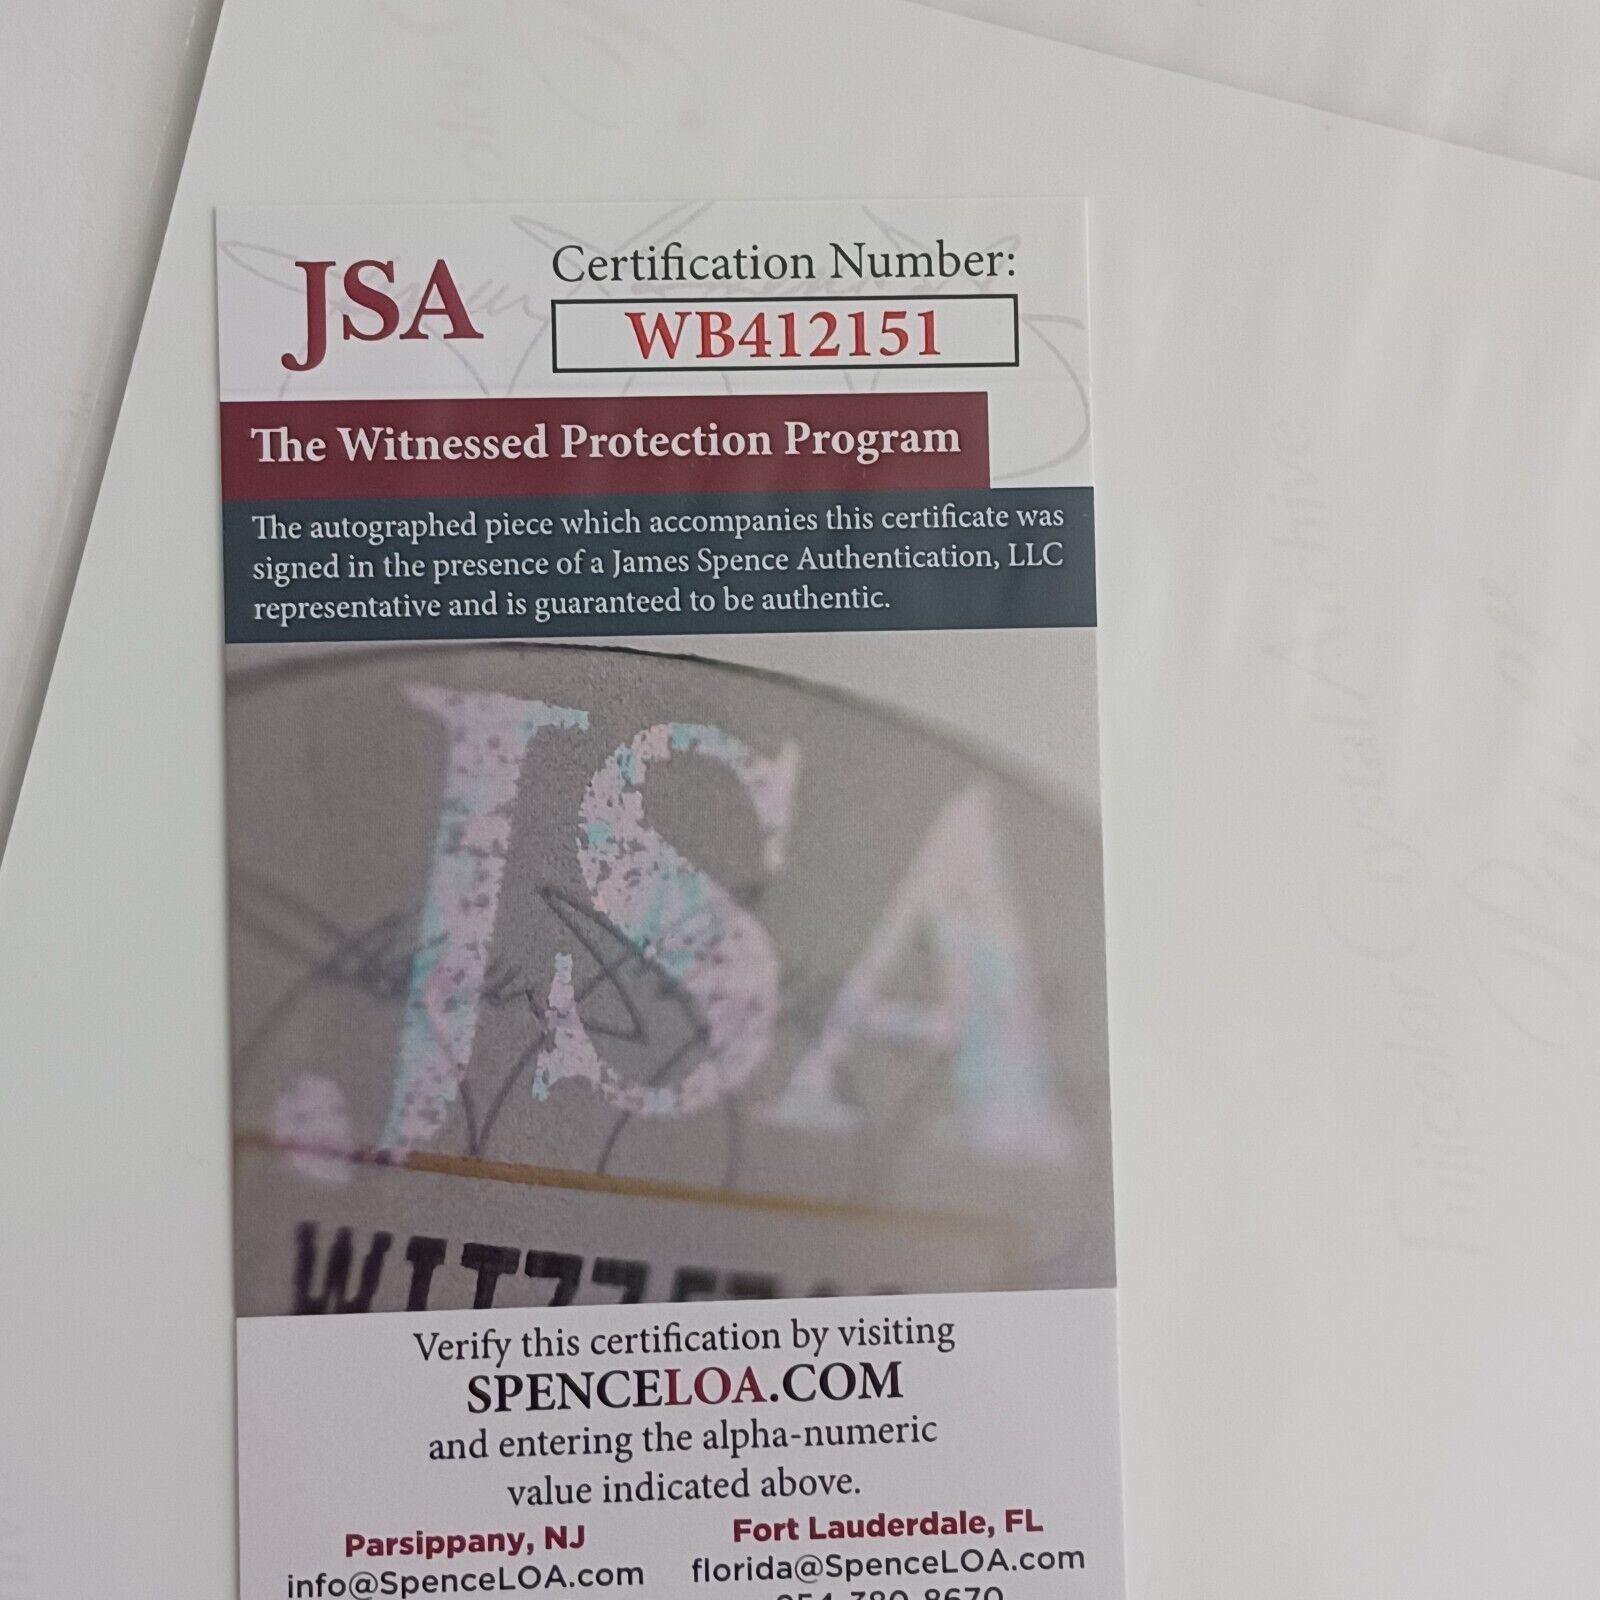 JSA
Certification Number:
WB412151
The Witnessed Protection Program
The autographed piece which accompanies this certificate was
signed in the presence of a James Spence Authentication, LLC
representative and is guaranteed to be authentic.
JSA
Verify this certification by visiting
SPENCELOA.COM
and entering the alpha-numeric
value indicated above.
Parsippany, NJ
info@SpenceLOA.com
Fort Lauderdale, FL
florida@SpenceLOA.com